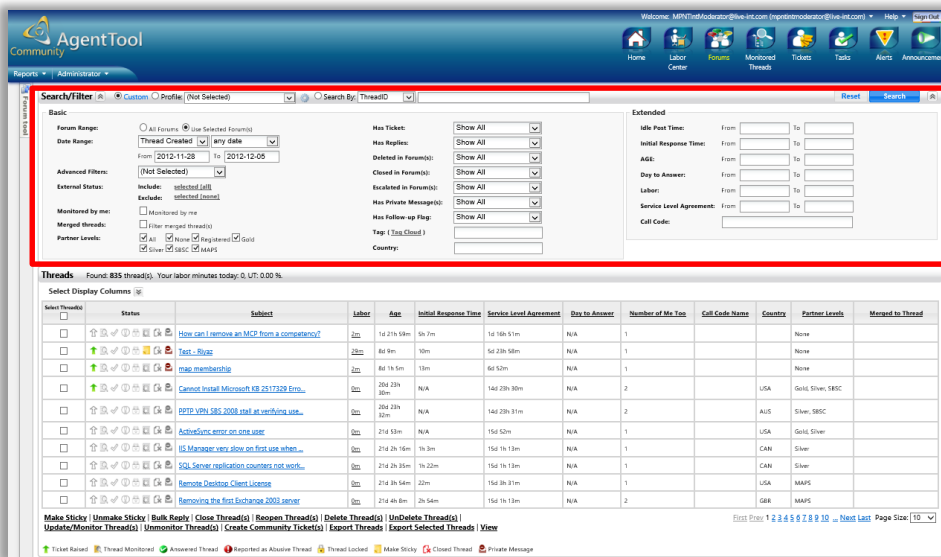 Welcome: MPNTIntModerator@live-int.com (mpntintmoderator@live-int.com) Help Sign Out
AgentTool
Community
Home Labor Center Forums Monitored Threads Tickets Tasks Alerts Announcemen
Reports Administrator
Forum tool
Search/Filter Custom Profile: (Not Selected) Search By: ThreadID Reset Search
Basic
Forum Range: All Forums Use Selected Forum(s)
Date Range: Thread Created any date
From 2012-11-28 To 2012-12-05
Advanced Filters: (Not Selected)
External Status: Include: selected [all]
Exclude: selected [none]
Monitored by me: Monitored by me
Merged threads: Filter merged thread(s)
Partner Levels: All None Registered Gold
Silver SBSC MAPS
Has Ticket: Show All
Has Replies: Show All
Deleted in Forum(s): Show All
Closed in Forum(s): Show All
Escalated in Forum(s): Show All
Has Private Message(s): Show All
Has Follow-up Flag: Show All
Tag: ( Tag Cloud )
Country:
Extended
Idle Post Time: From To
Initial Response Time: From To
AGE: From To
Day to Answer: From To
Labor: From To
Service Level Agreement: From To
Call Code:
Threads Found: 835 thread(s). Your labor minutes today: 0, UT: 0.00 %.
Select Display Columns
Select Thread(s) Status Subject Labor Age Initial Response Time Service Level Agreement Day to Answer Number of Me Too Call Code Name Country Partner Levels Merged to Thread
How can I remove an MCP from a competency? 2m 1d 21h 59m 5h 7m 1d 16h 51m N/A 1 None
Test - Riyaz 29m 8d 9h 10m 5d 23h 58m N/A 1 None
map membership 2m 8d 1h 5m 13m 6d 52m N/A 1 None
Cannot Install Microsoft KB 2517329 Erro... 0m 20d 23h 30m N/A 14d 23h 30m N/A 2 USA Gold, Silver, SBSC
PPTP VPN SBS 2008 stall at verifying use... 0m 20d 23h 32m N/A 14d 23h 31m N/A 2 AUS Silver, SBSC
ActiveSync error on one user 0m 21d 53m N/A 15d 52m N/A 1 USA Gold, Silver
IIS Manager very slow on first use when ... 0m 21d 2h 16m 1h 3m 15d 1h 13m N/A 1 CAN Silver
SQL Server replication counters not work... 0m 21d 2h 35m 1h 22m 15d 1h 13m N/A 1 CAN Silver
Remote Desktop Client License 0m 21d 3h 54m 22m 15d 3h 31m N/A 1 USA MAPS
Removing the first Exchange 2003 server 0m 21d 4h 8m 2h 54m 15d 1h 13m N/A 2 GBR MAPS
Make Sticky | Unmake Sticky | Bulk Reply | Close Thread(s) | Reopen Thread(s) | Delete Thread(s) | UnDelete Thread(s) |
Update/Monitor Thread(s) | Unmonitor Thread(s) | Create Community Ticket(s) | Export Threads | Export Selected Threads | View
First Prev 1 2 3 4 5 6 7 8 9 10 ... Next Last Page Size: 10
Ticket Raised Thread Monitored Answered Thread Reported as Abusive Thread Thread Locked Make Sticky Closed Thread Private Message